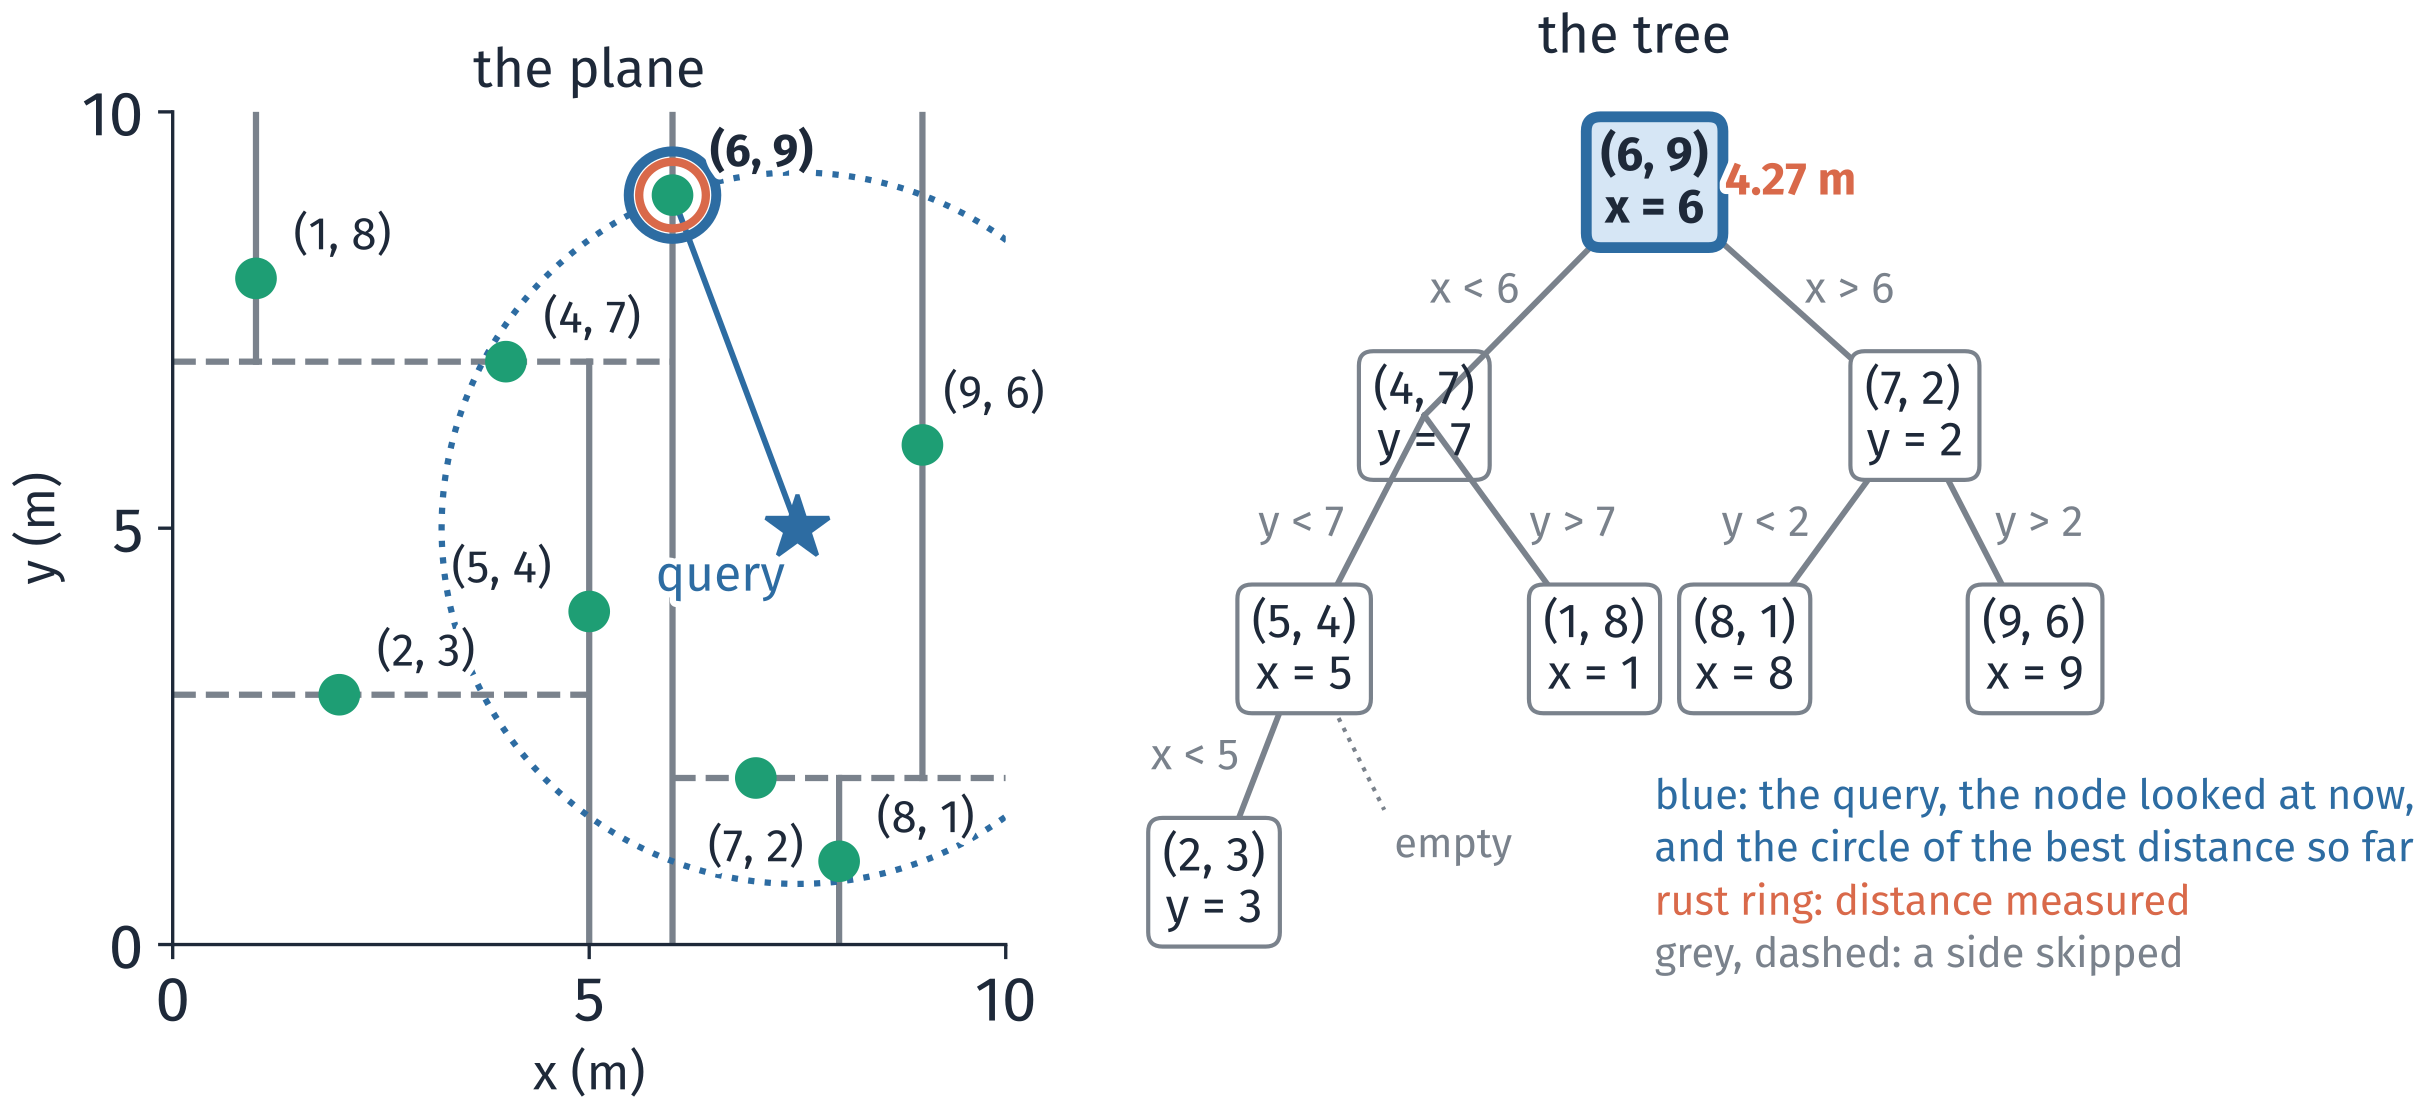 the plane
10
5
0
0
5
10
y (m)
x (m)
(6, 9)
(1, 8)
(4, 7)
(9, 6)
(5, 4)
query
(2, 3)
(7, 2)
(8, 1)
the tree
(6, 9)
x = 6
4.27 m
x < 6
x > 6
(4, 7)
y = 7
(7, 2)
y = 2
y < 7
y > 7
y < 2
y > 2
(5, 4)
x = 5
(1, 8)
x = 1
(8, 1)
x = 8
(9, 6)
x = 9
x < 5
empty
(2, 3)
y = 3
blue: the query, the node looked at now,
and the circle of the best distance so far
rust ring: distance measured
grey, dashed: a side skipped